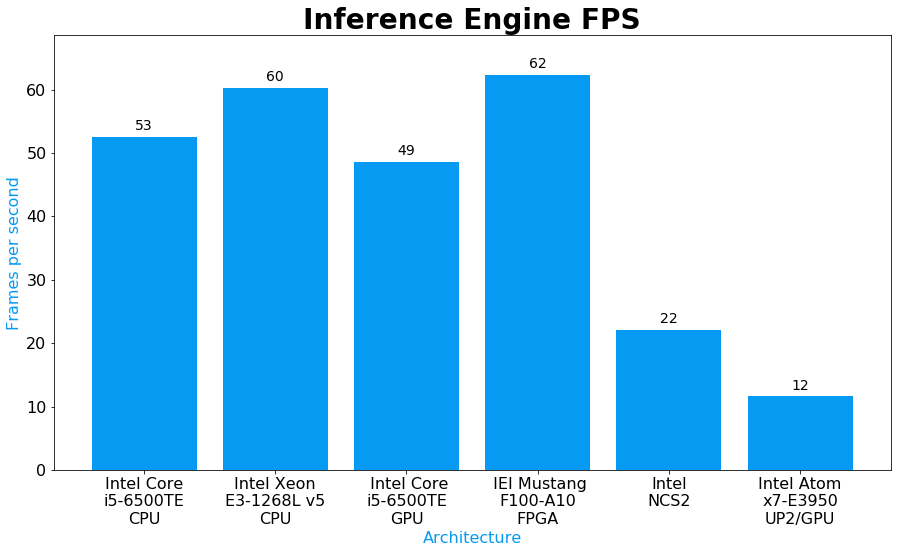 Inference Engine FPS
Frames per second
60
50
40
30
20
10
0
53
60
49
62
22
12
Intel Core
i5-6500TE
CPU
Intel Xeon
E3-1268L v5
CPU
Intel Core
i5-6500TE
GPU
IEI Mustang
F100-A10
FPGA
Intel
NCS2
Intel Atom
x7-E3950
UP2/GPU
Architecture